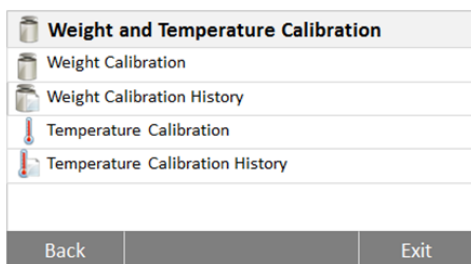 Weight and Temperature Calibration
Weight Calibration
Weight Calibration History
Temperature Calibration
Temperature Calibration History
Back Exit